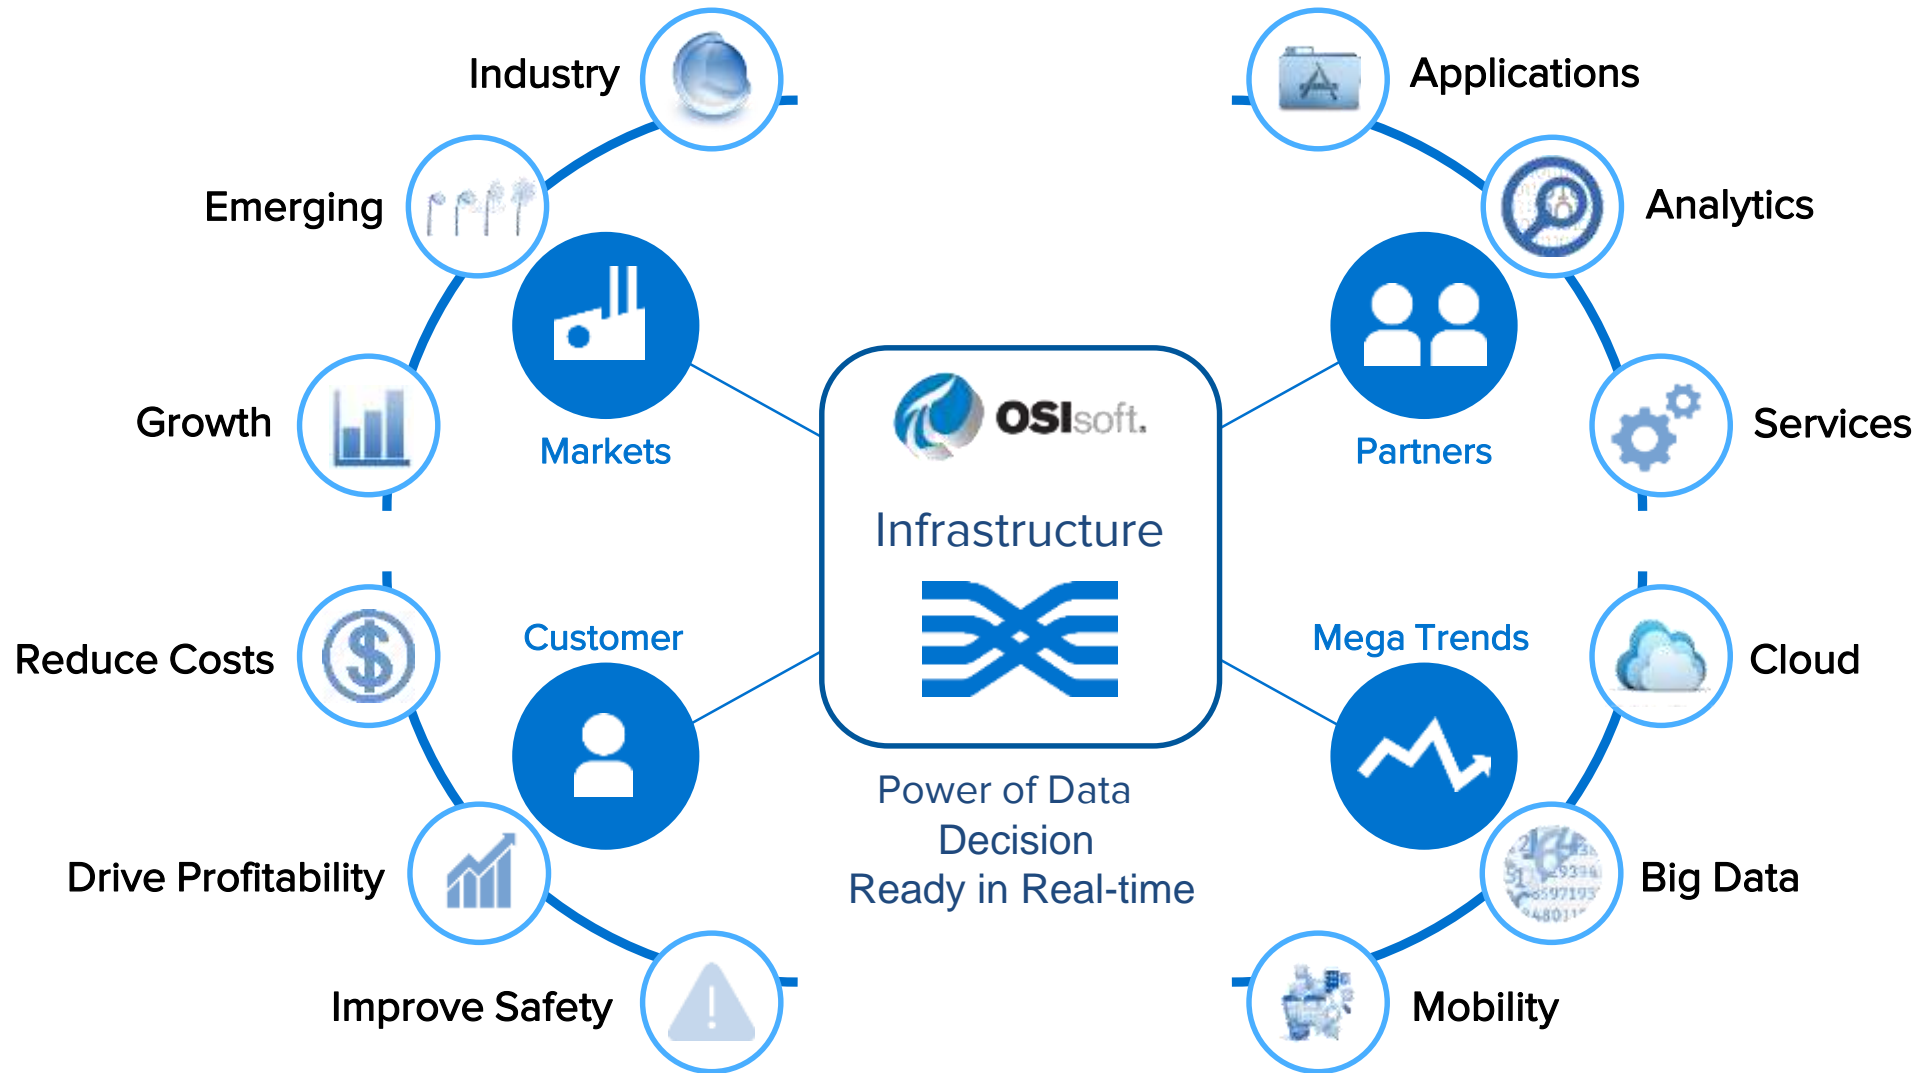 Industry
Applications
Emerging
Analytics
Growth
Markets
OSIsoft.
Partners
Services
Infrastructure
Reduce Costs
Customer
Mega Trends
Cloud
Power of Data
Decision
Ready in Real-time
Drive Profitability
Big Data
Improve Safety
Mobility